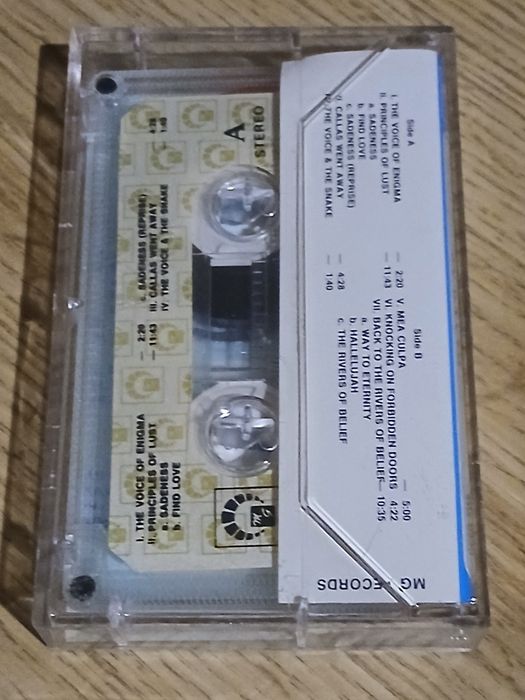 Side A
I. THE VOICE OF ENIGMA — 2:20
II. PRINCIPLES OF LUST — 11:43
a. SADENESS
b. FIND LOVE
c. SADENESS (REPRISE)
CALLAS WENT AWAY — 4:28
THE VOICE & THE SNAKE — 1:40
Side B
V. MEA CULPA — 5:00
VI. KNOCKING ON FORBIDDEN DOORS 4:22
VII. BACK TO THE RIVERS OF BELIEF — 10:35
a. WAY TO ETERNITY
b. HALLELUJAH
c. THE RIVERS OF BELIEF
MG RECORDS
A
STEREO
I. THE VOICE OF ENIGMA — 2:20
II. PRINCIPLES OF LUST — 11:43
a. SADENESS
b. FIND LOVE
c. SADENESS (REPRISE)
III. CALLAS WENT AWAY 4:28
IV. THE VOICE & THE SNAKE 1:40